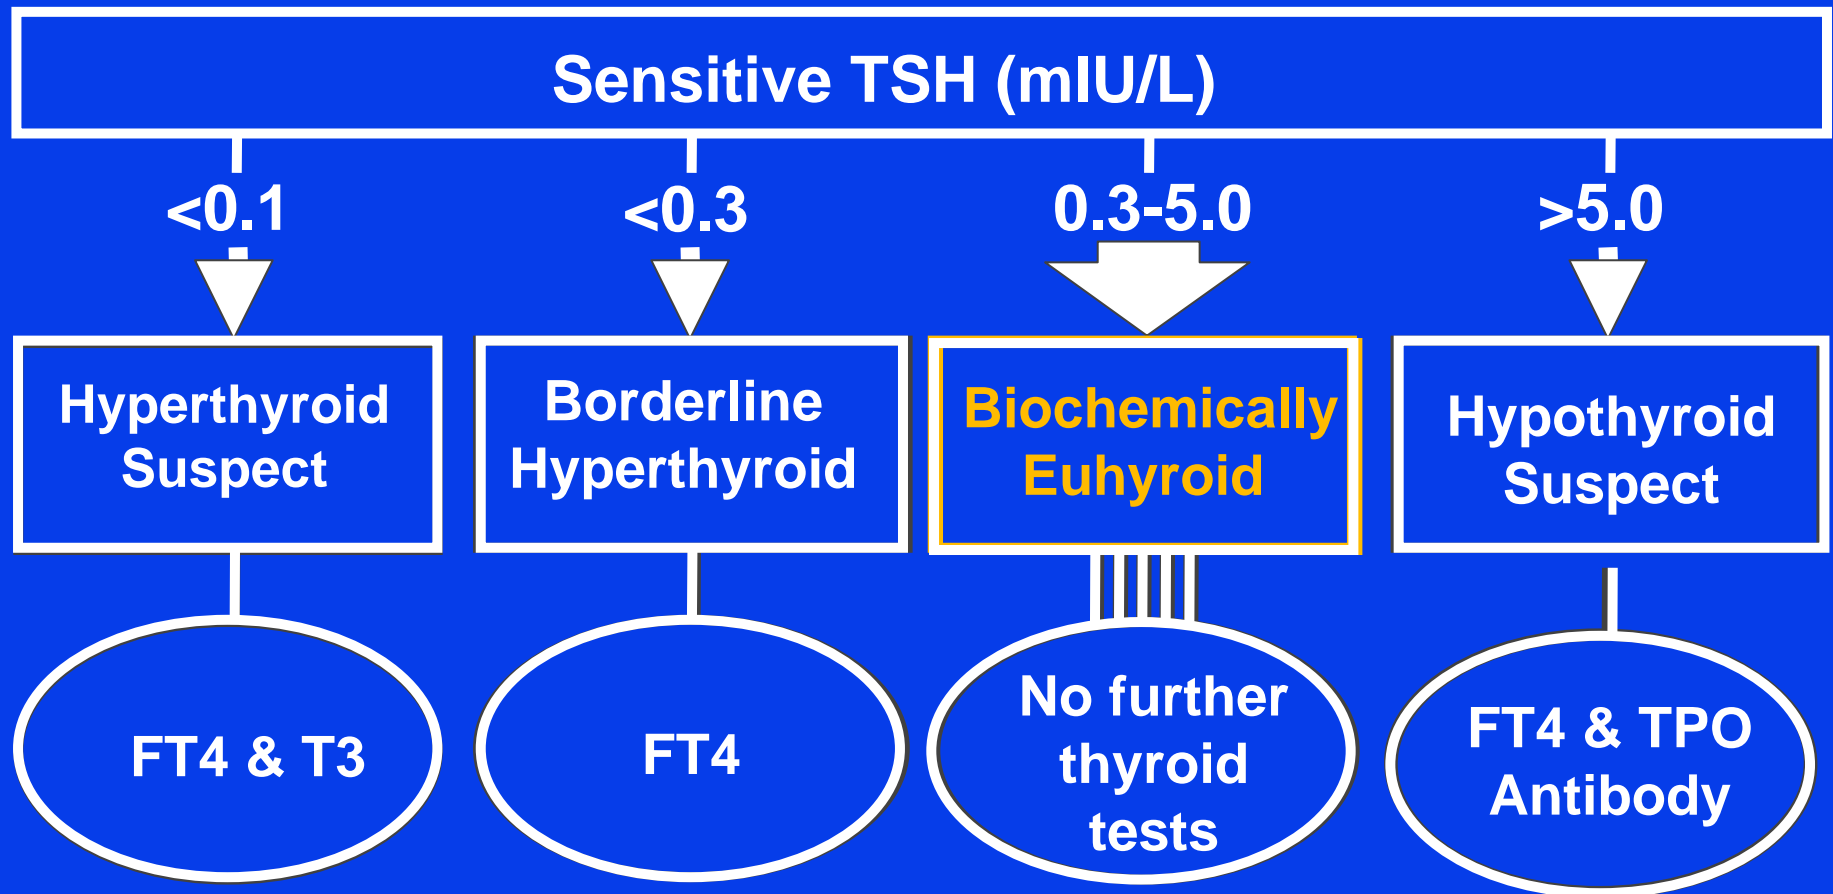 Sensitive TSH (mIU/L)
<0.1
<0.3
0.3-5.0
>5.0
Hyperthyroid
Suspect
Borderline
Hyperthyroid
Biochemically
Euhyroid
Hypothyroid
Suspect
FT4 & T3
FT4
No further
thyroid
tests
FT4 & TPO
Antibody